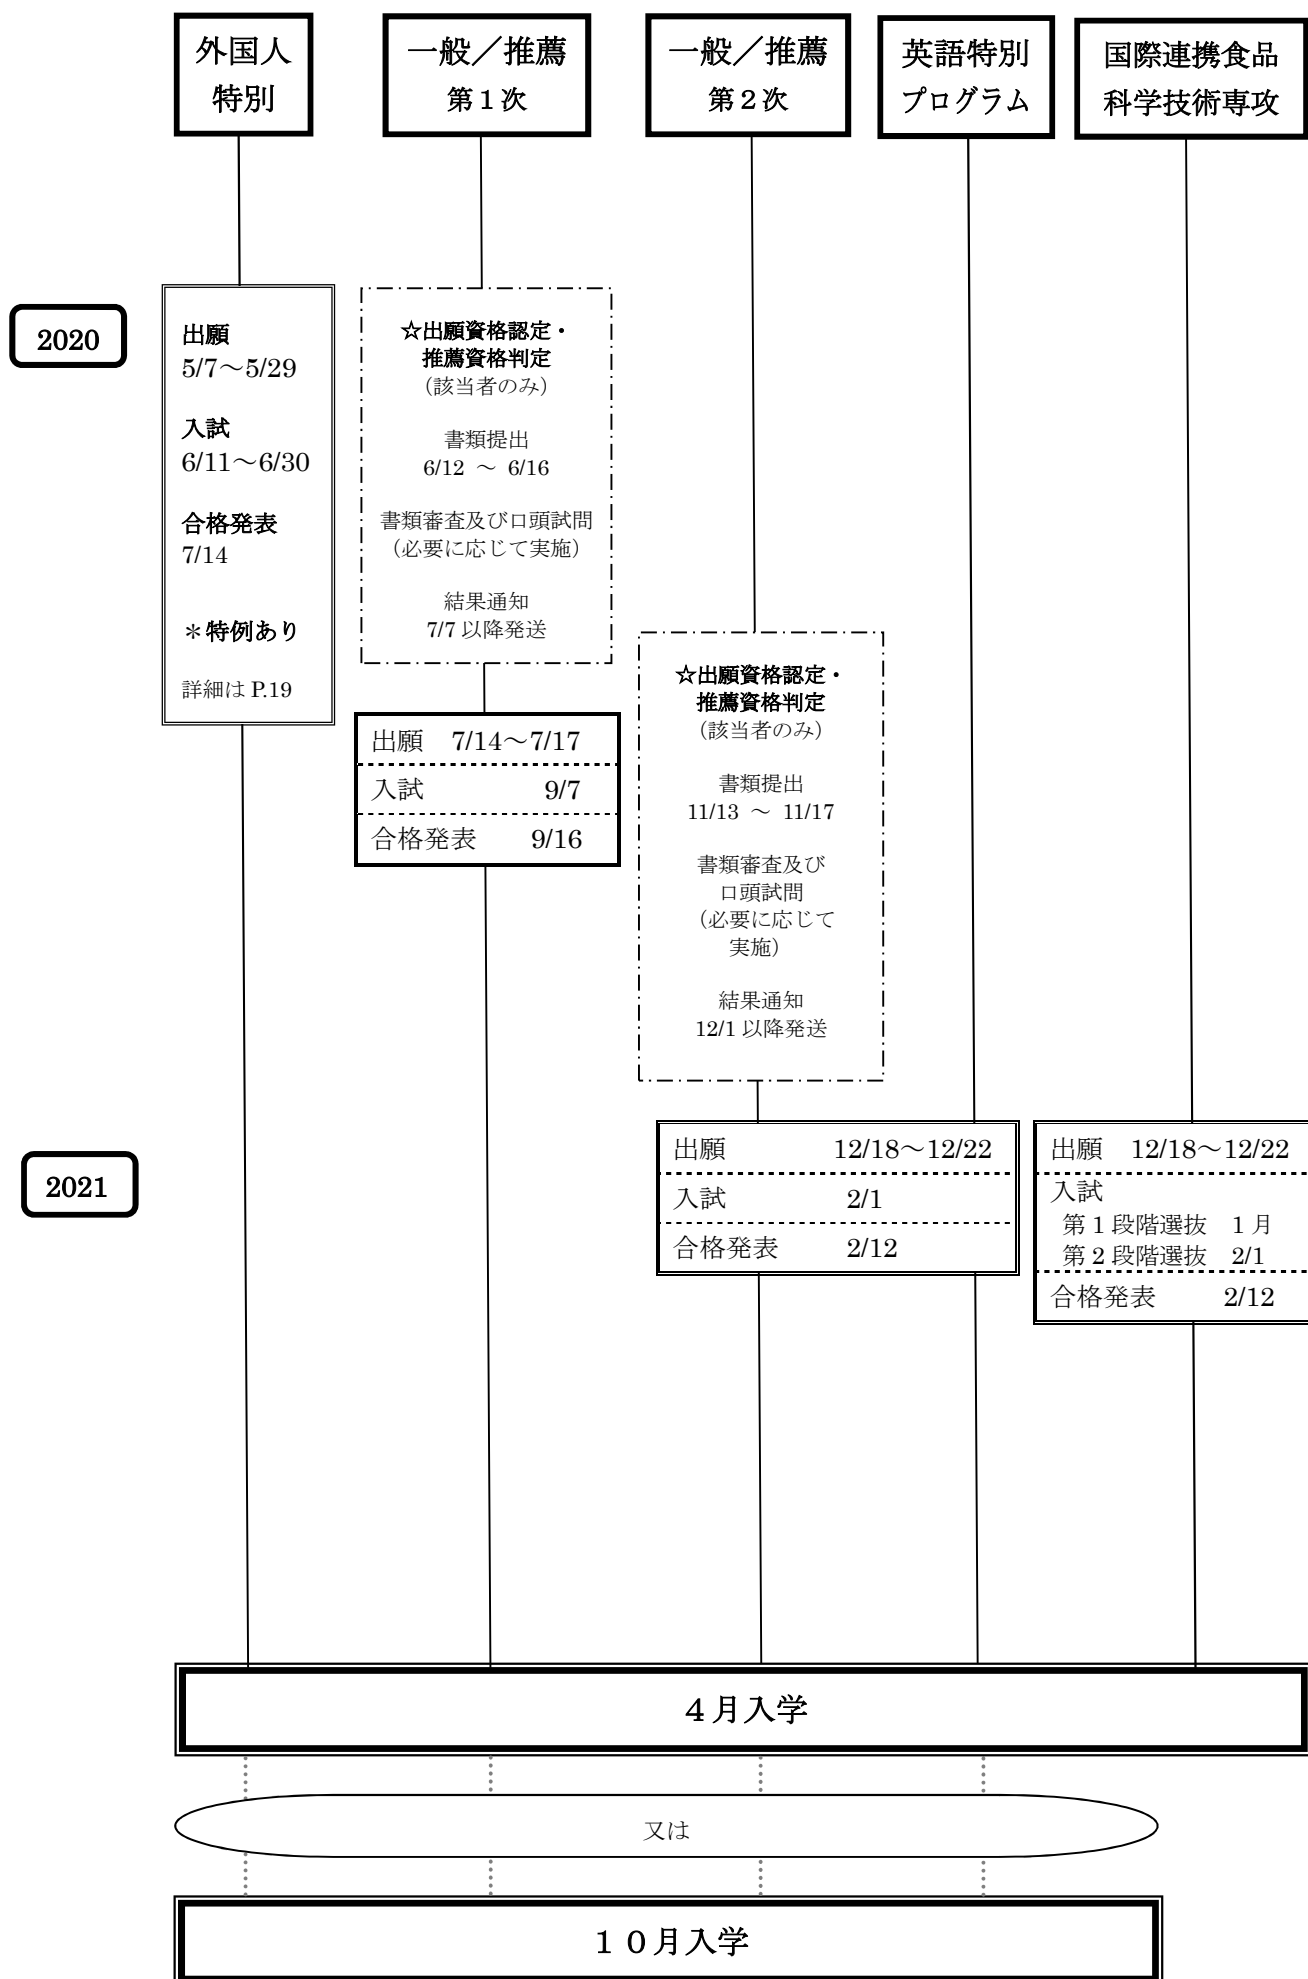 外国人
特別
一般／推薦
第１次
一般／推薦
第２次
英語特別
プログラム
国際連携食品
科学技術専攻
2020
出願
5/7～5/29
入試
6/11～6/30
合格発表
7/14
＊特例あり
詳細は P.19
☆出願資格認定・
推薦資格判定
（該当者のみ）
書類提出
6/12 ～ 6/16
書類審査及び口頭試問
（必要に応じて実施）
結果通知
7/7 以降発送
出願 7/14～7/17
入試 9/7
合格発表 9/16
☆出願資格認定・
推薦資格判定
（該当者のみ）
書類提出
11/13 ～ 11/17
書類審査及び
口頭試問
（必要に応じて
実施）
結果通知
12/1 以降発送
2021
出願 12/18～12/22
入試 2/1
合格発表 2/12
出願 12/18～12/22
入試
第 1 段階選抜 1 月
第 2 段階選抜 2/1
合格発表 2/12
４月入学
又は
１０月入学